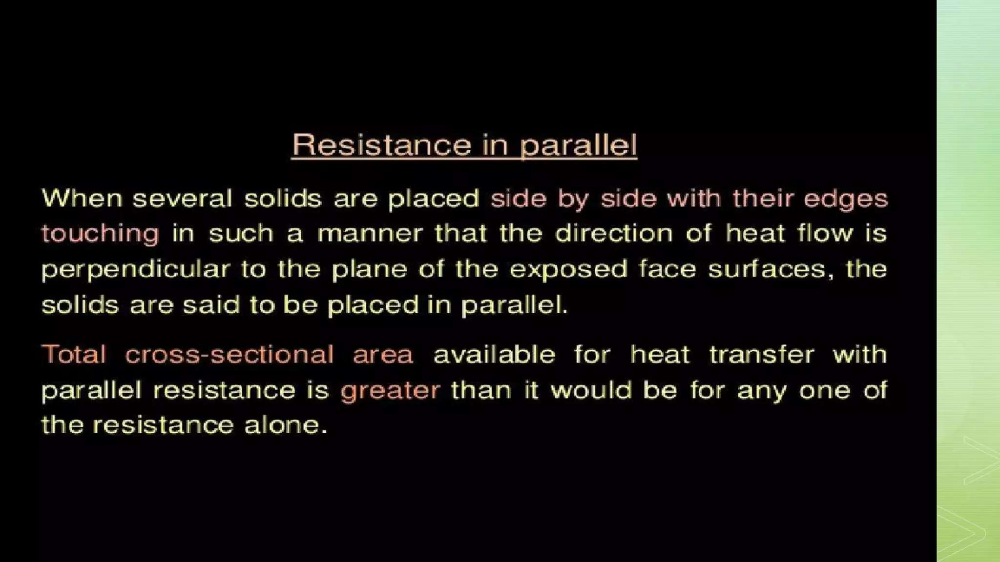 Resistance in parallel
When several solids are placed side by side with their edges
touching in such a manner that the direction of heat flow is
perpendicular to the plane of the exposed face surfaces, the
solids are said to be placed in parallel.
Total cross-sectional area available for heat transfer with
parallel resistance is greater than it would be for any one of
the resistance alone.